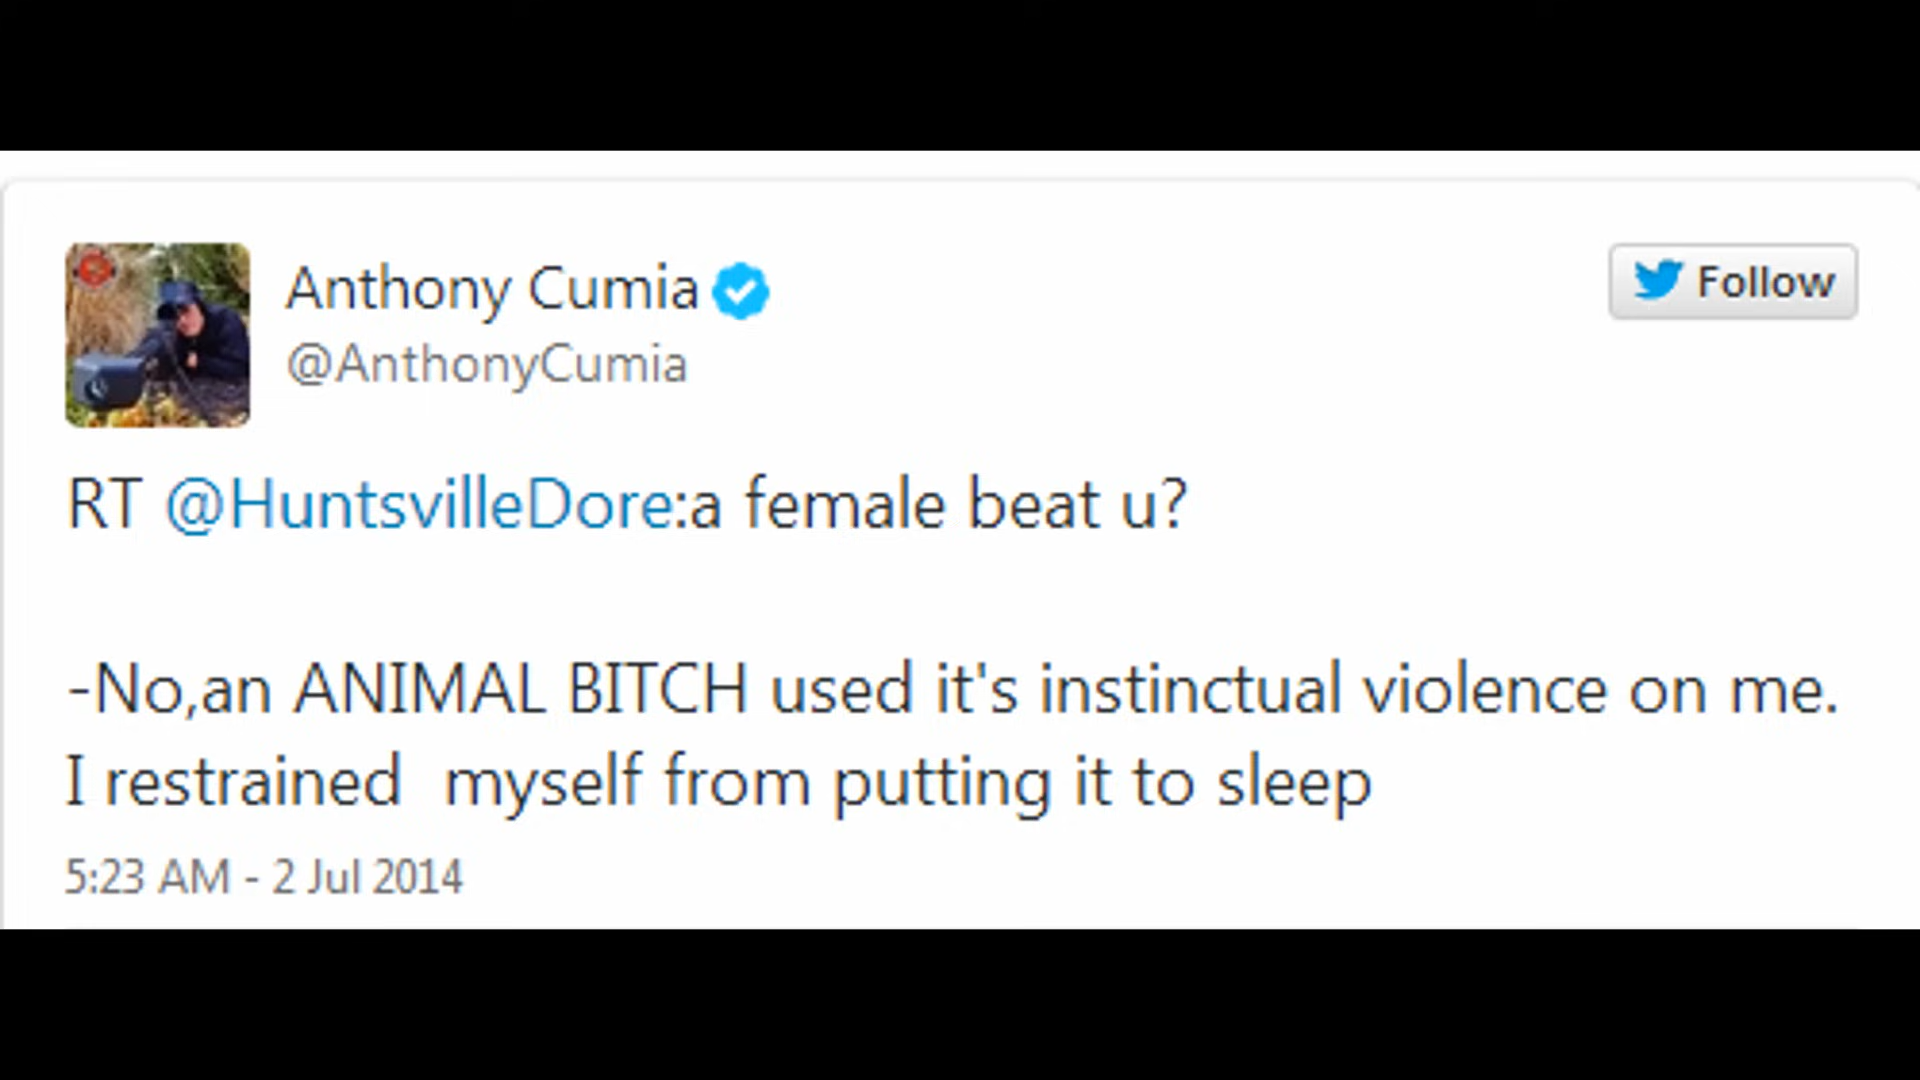 Anthony Cumia
@AnthonyCumia
Follow
RT @HuntsvilleDore:a female beat u?
-No,an ANIMAL BITCH used it's instinctual violence on me.
I restrained  myself from putting it to sleep
5:23 AM - 2 Jul 2014